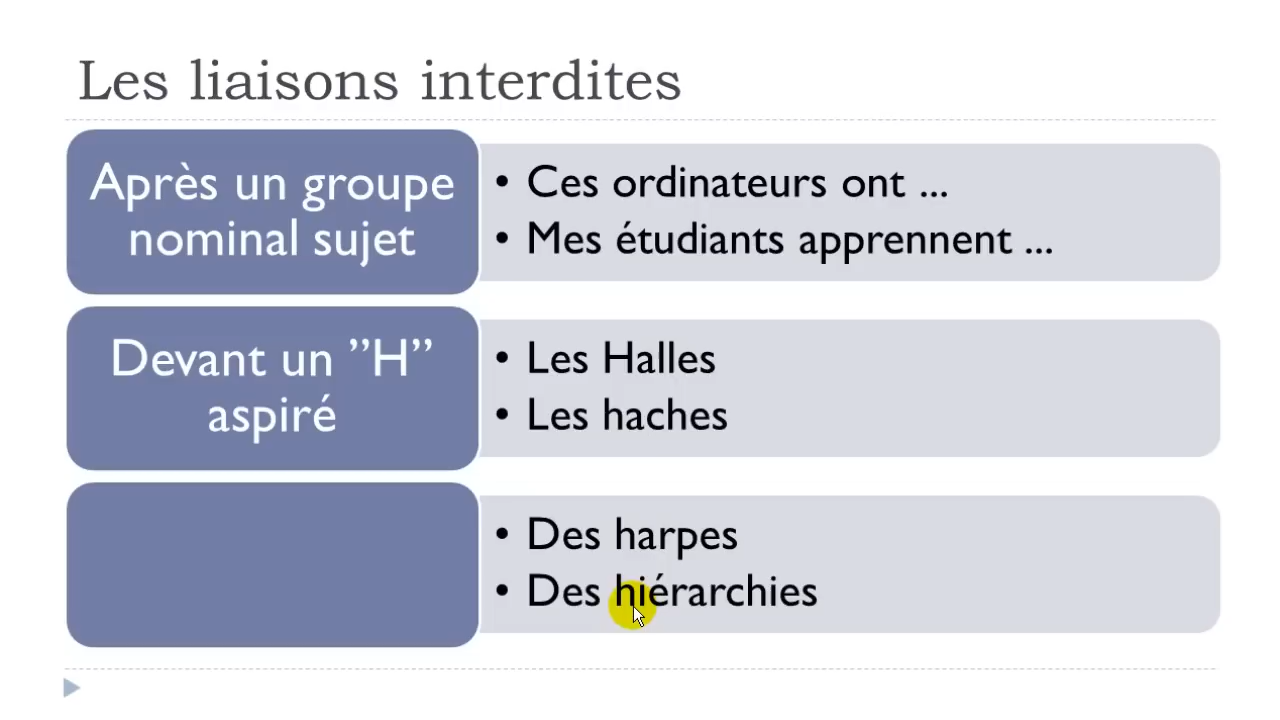 Les liaisons interdites
Après un groupe
nominal sujet
• Ces ordinateurs ont ...
• Mes étudiants apprennent ...
Devant un ”H”
aspiré
• Les Halles
• Les haches
• Des harpes
• Des hiérarchies